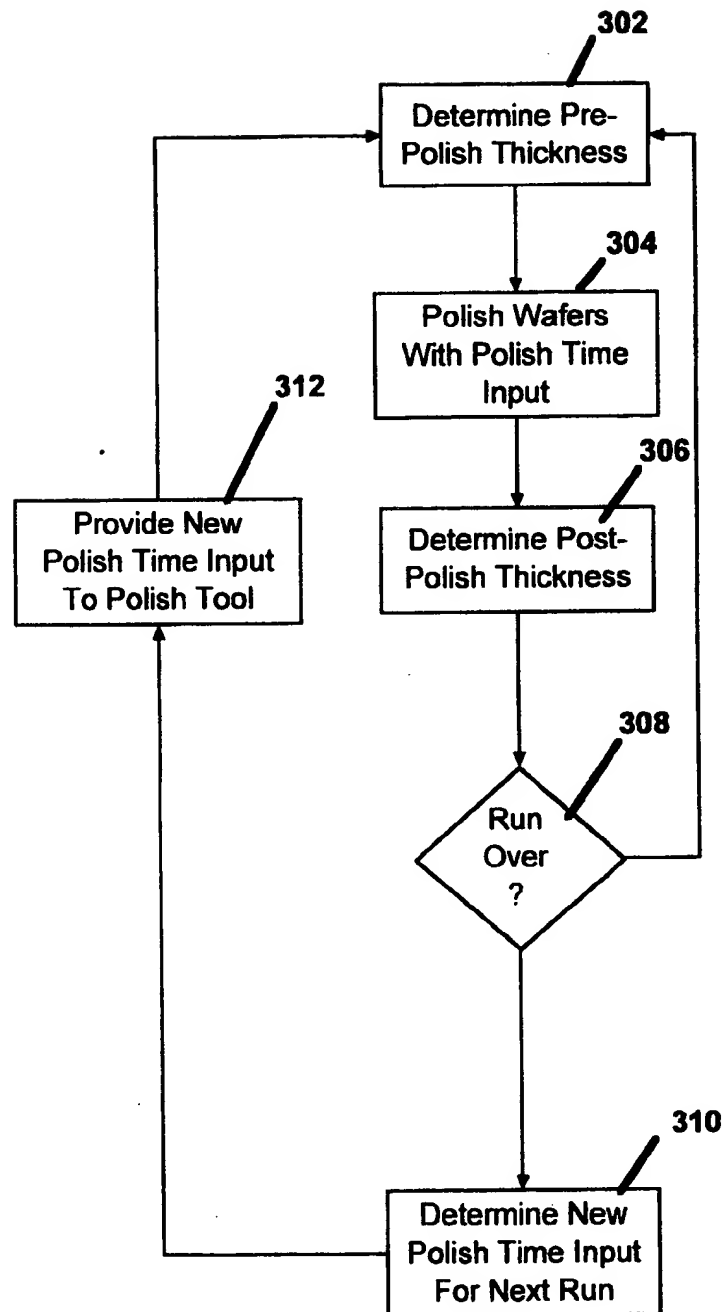 302
Determine Pre-
Polish Thickness
304
Polish Wafers
With Polish Time
Input
312
306
Provide New
Polish Time Input
To Polish Tool
Determine Post-
Polish Thickness
308
Run
Over
?
310
Determine New
Polish Time Input
For Next Run